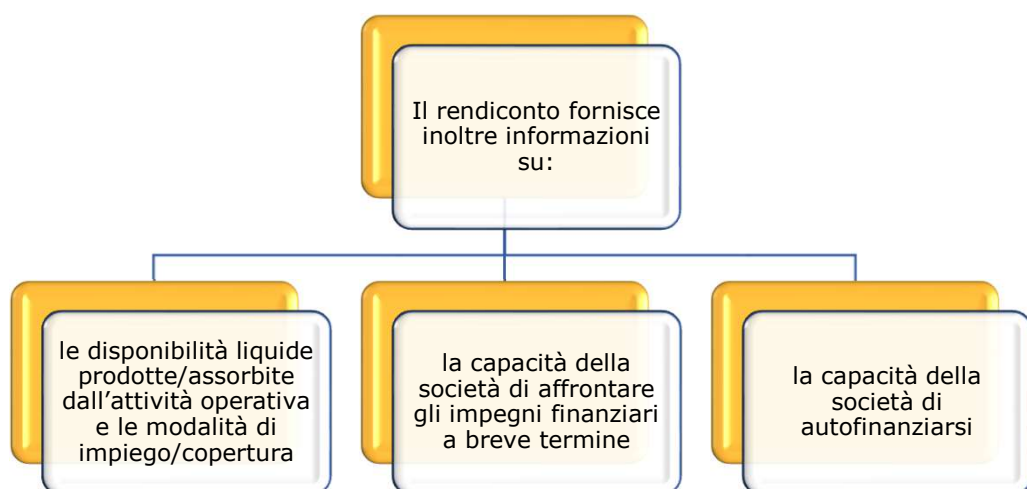 Il rendiconto fornisce
inoltre informazioni
su:
le disponibilità liquide
prodotte/assorbite
dall'attività operativa
e le modalità di
impiego/copertura
la capacità della
società di affrontare
gli impegni finanziari
a breve termine
la capacità della
società di
autofinanziarsi